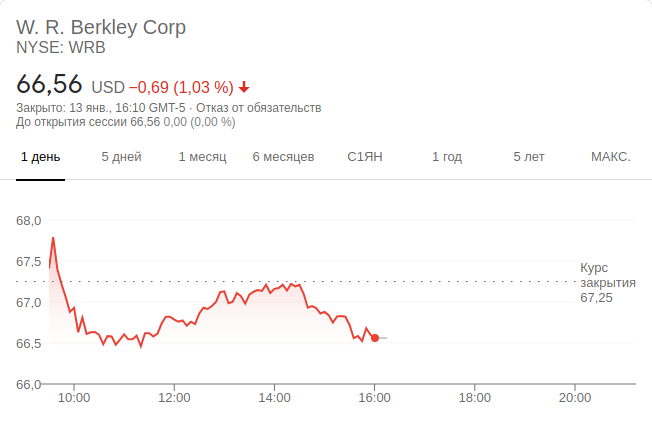 W. R. Berkley Corp
NYSE: WRB
66,56 USD −0,69 (1,03 %)
Закрыто: 13 янв., 16:10 GMT-5 · Отказ от обязательств
До открытия сессии 66,56 0,00 (0,00 %)
1 день 5 дней 1 месяц 6 месяцев С1ЯН 1 год 5 лет МАКС.
68,0
67,5
Курс
закрытия
67,25
67,0
66,5
66,0
10:00 12:00 14:00 16:00 18:00 20:00